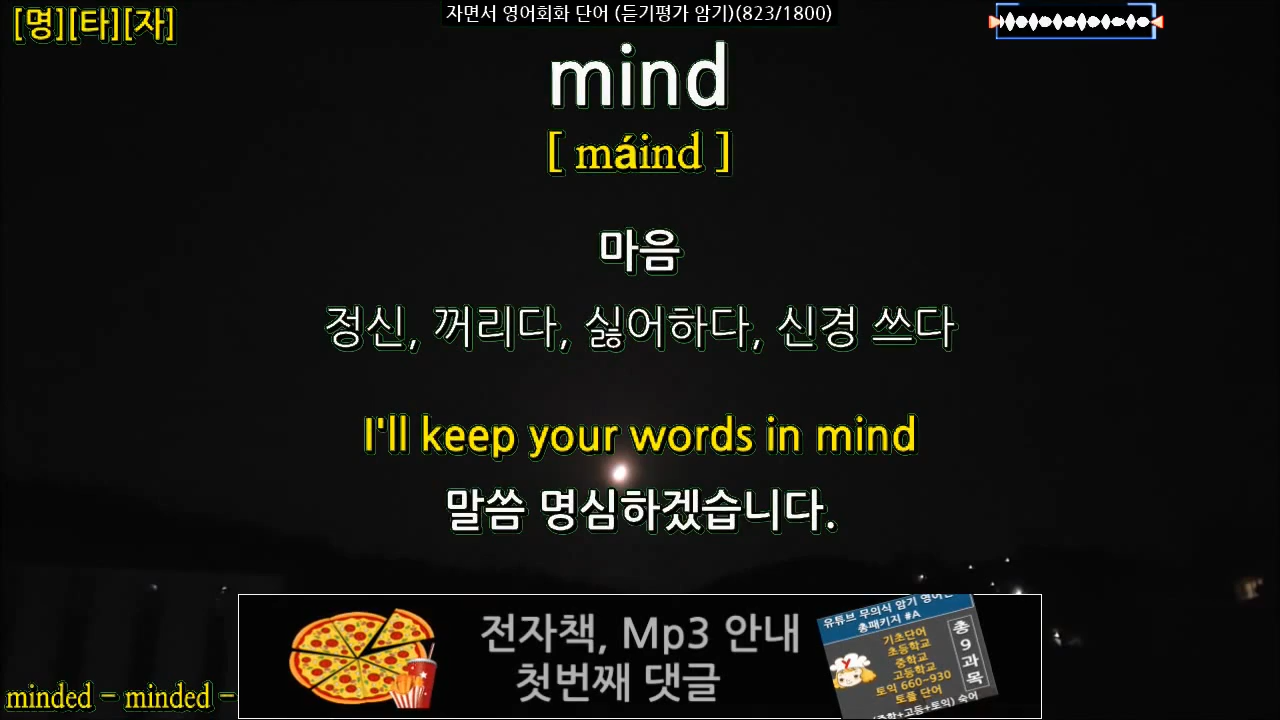 [명][타][자]
자면서 영어회화 단어 (듣기평가 암기)(823/1800)
mind
[ máind ]
마음
정신, 꺼리다, 싫어하다, 신경 쓰다
I'll keep your words in mind
말씀 명심하겠습니다.
전자책, Mp3 안내
첫번째 댓글
유튜브 무의식 암기
총패키지 #A
기초단어
초등학교
중학교
고등학교
토익 660~930
토플 단어
총9과목
숙어
minded - minded -